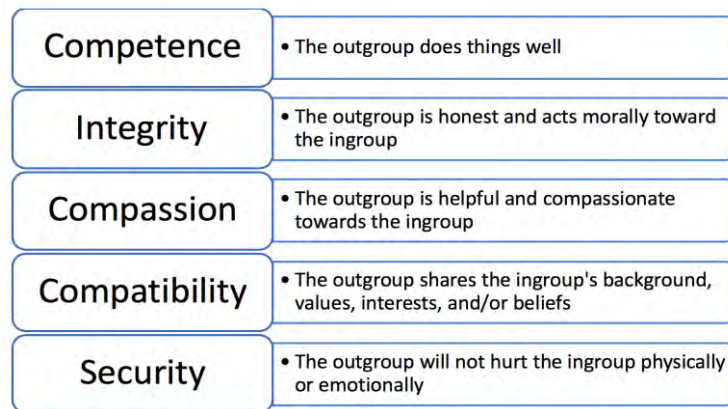 Competence
• The outgroup does things well
Integrity
• The outgroup is honest and acts morally toward
the ingroup
Compassion
• The outgroup is helpful and compassionate
towards the ingroup
Compatibility
• The outgroup shares the ingroup's background,
values, interests, and/or beliefs
Security
• The outgroup will not hurt the ingroup physically
or emotionally